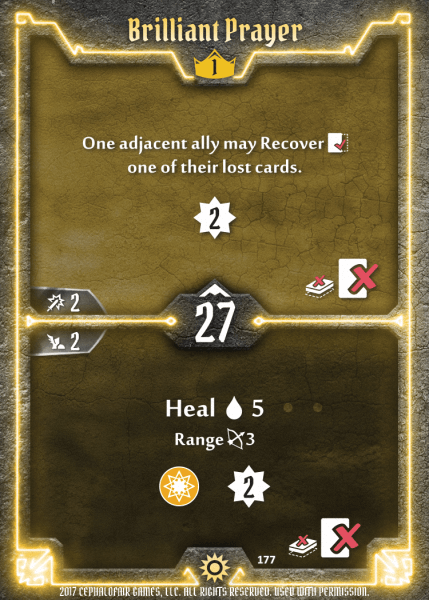 Brilliant Prayer
1
One adjacent ally may Recover
one of their lost cards.
2
2
27
2
Heal 5
Range 3
2
177
2017 CEPHALOFAIR GAMES, LLC. ALL RIGHTS RESERVED. USED WITH PERMISSION.